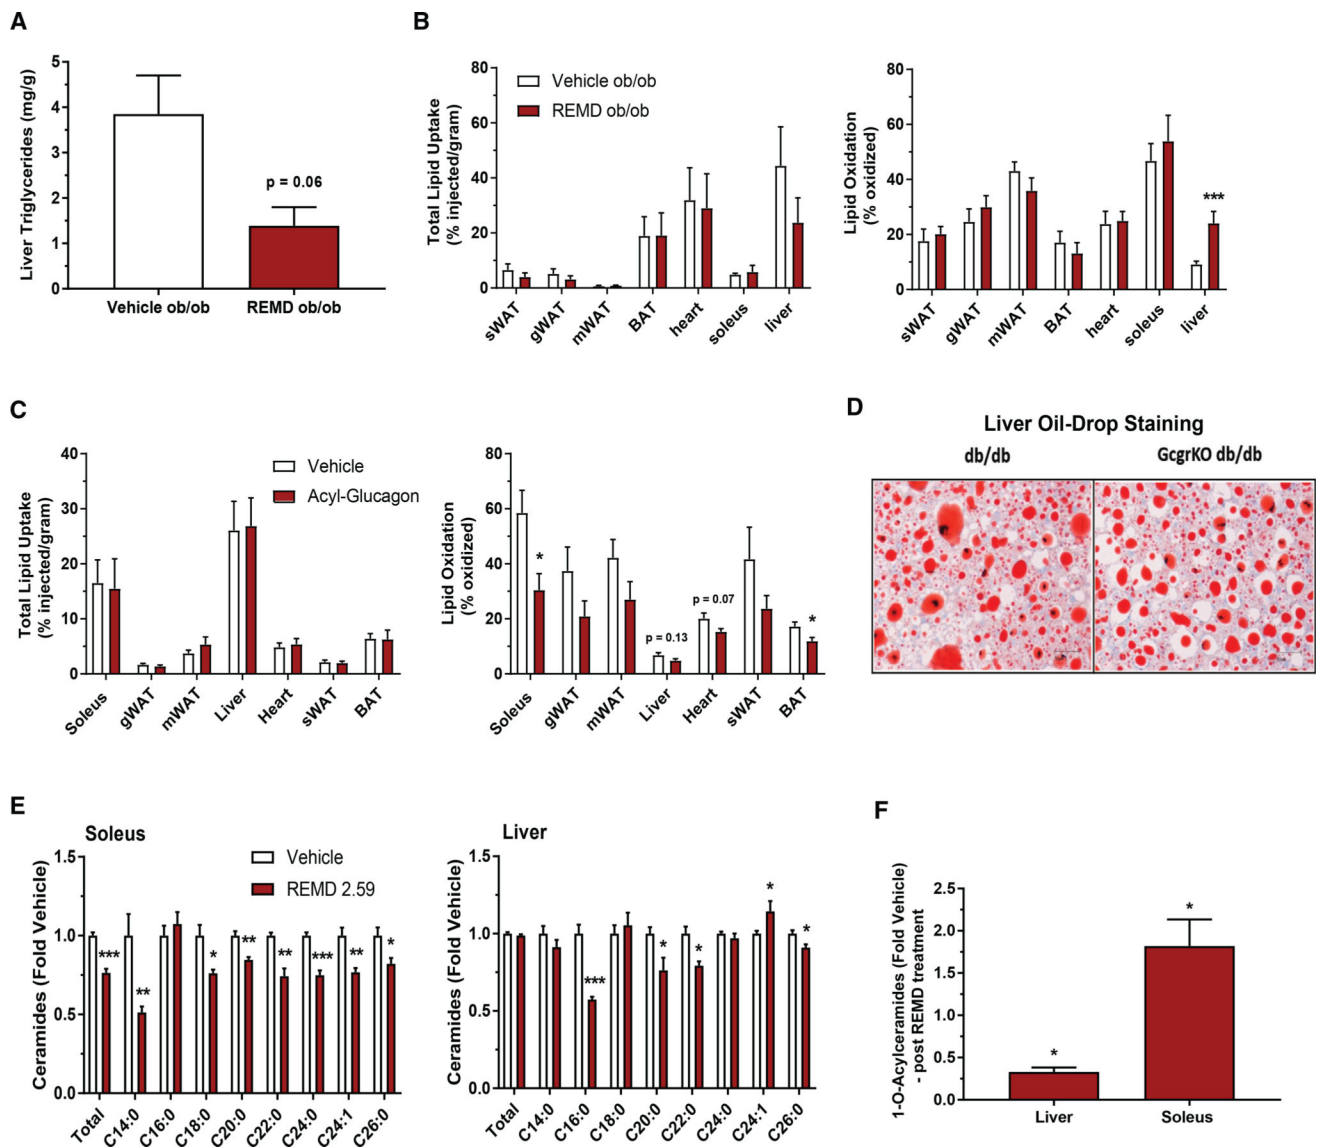 A
Liver Triglycerides (mg/g)
5
4
3
2
1
0
p = 0.06
Vehicle ob/ob
REMD ob/ob
B
Total Lipid Uptake
(% injected/gram)
80
60
40
20
0
Vehicle ob/ob
REMD ob/ob
sWAT
gWAT
mWAT
BAT
heart
soleus
liver
Lipid Oxidation
(% oxidized)
80
60
40
20
0
***
sWAT
gWAT
mWAT
BAT
heart
soleus
liver
C
Total Lipid Uptake
(% injected/gram)
40
30
20
10
0
Vehicle
Acyl-Glucagon
Soleus
gWAT
mWAT
Liver
Heart
sWAT
BAT
Lipid Oxidation
(% oxidized)
80
60
40
20
0
*
p = 0.13
p = 0.07
*
Soleus
gWAT
mWAT
Liver
Heart
sWAT
BAT
D
Liver Oil-Drop Staining
db/db
GcgrKO db/db
E
Soleus
Ceramides (Fold Vehicle)
1.5
1.0
0.5
0.0
Vehicle
REMD 2.59
***
**
*
**
**
***
**
*
Total
C14:0
C16:0
C18:0
C20:0
C22:0
C24:0
C24:1
C26:0
Liver
Ceramides (Fold Vehicle)
1.5
1.0
0.5
0.0
***
*
*
*
*
Total
C14:0
C16:0
C18:0
C20:0
C22:0
C24:0
C24:1
C26:0
F
1-O-Acylceramides (Fold Vehicle)
- post REMD treatment
2.5
2.0
1.5
1.0
0.5
0.0
*
*
Liver
Soleus